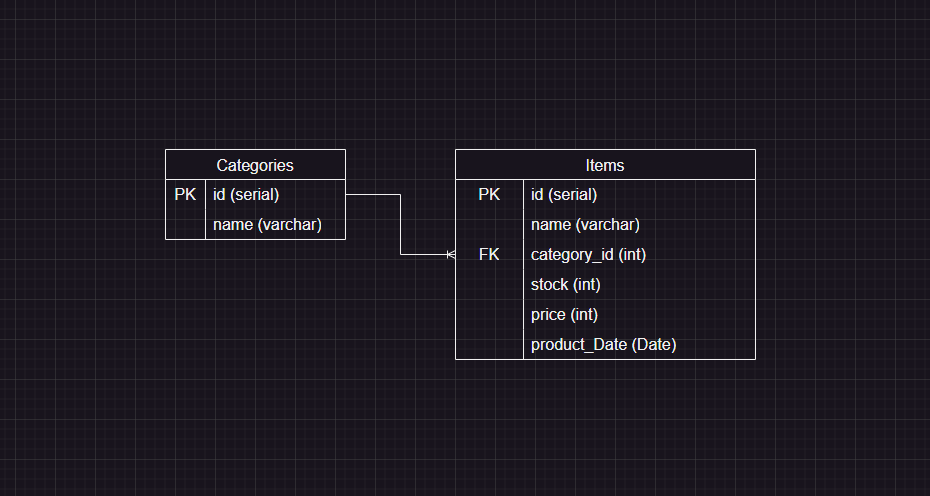 Categories
PK id (serial)
name (varchar)
Items
PK id (serial)
name (varchar)
FK category_id (int)
stock (int)
price (int)
product_Date (Date)